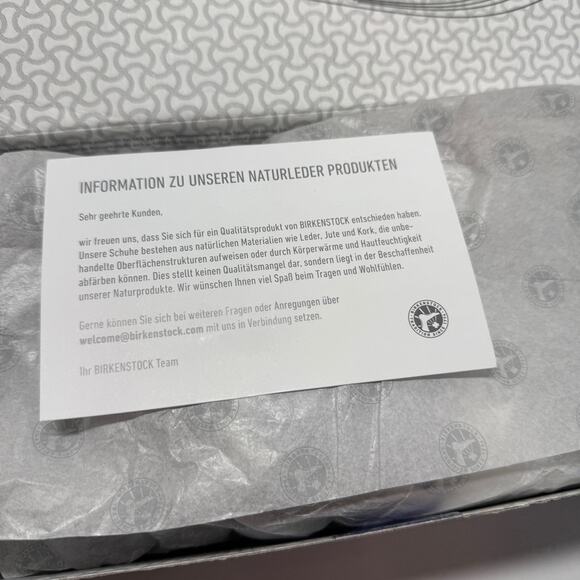 INFORMATION ZU UNSEREN NATURLEDER PRODUKTEN
Sehr geehrte Kunden,
wir freuen uns, dass Sie sich für ein Qualitätsprodukt von BIRKENSTOCK entschieden haben.
Unsere Schuhe bestehen aus natürlichen Materialien wie Leder, Jute und Kork, die unbe-
handelte Oberflächenstrukturen aufweisen oder durch Körperwärme und Hautfeuchtigkeit
abfärben können. Dies stellt keinen Qualitätsmangel dar, sondern liegt in der Beschaffenheit
unserer Naturprodukte. Wir wünschen Ihnen viel Spaß beim Tragen und Wohlfühlen.
Gerne können Sie sich bei weiteren Fragen oder Anregungen über
welcome@birkenstock.com mit uns in Verbindung setzen.
Ihr BIRKENSTOCK Team
BIRKENSTOCK